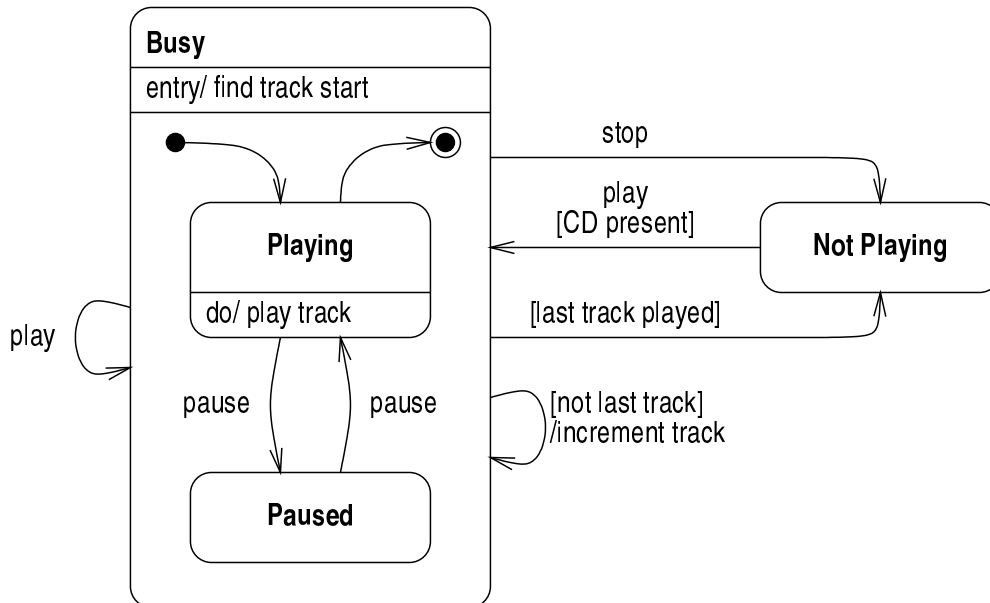 Busy
entry/ find track start
stop
play
[CD present]
Playing
Not Playing
do/ play track
[last track played]
play
pause
pause
[not last track]
/increment track
Paused